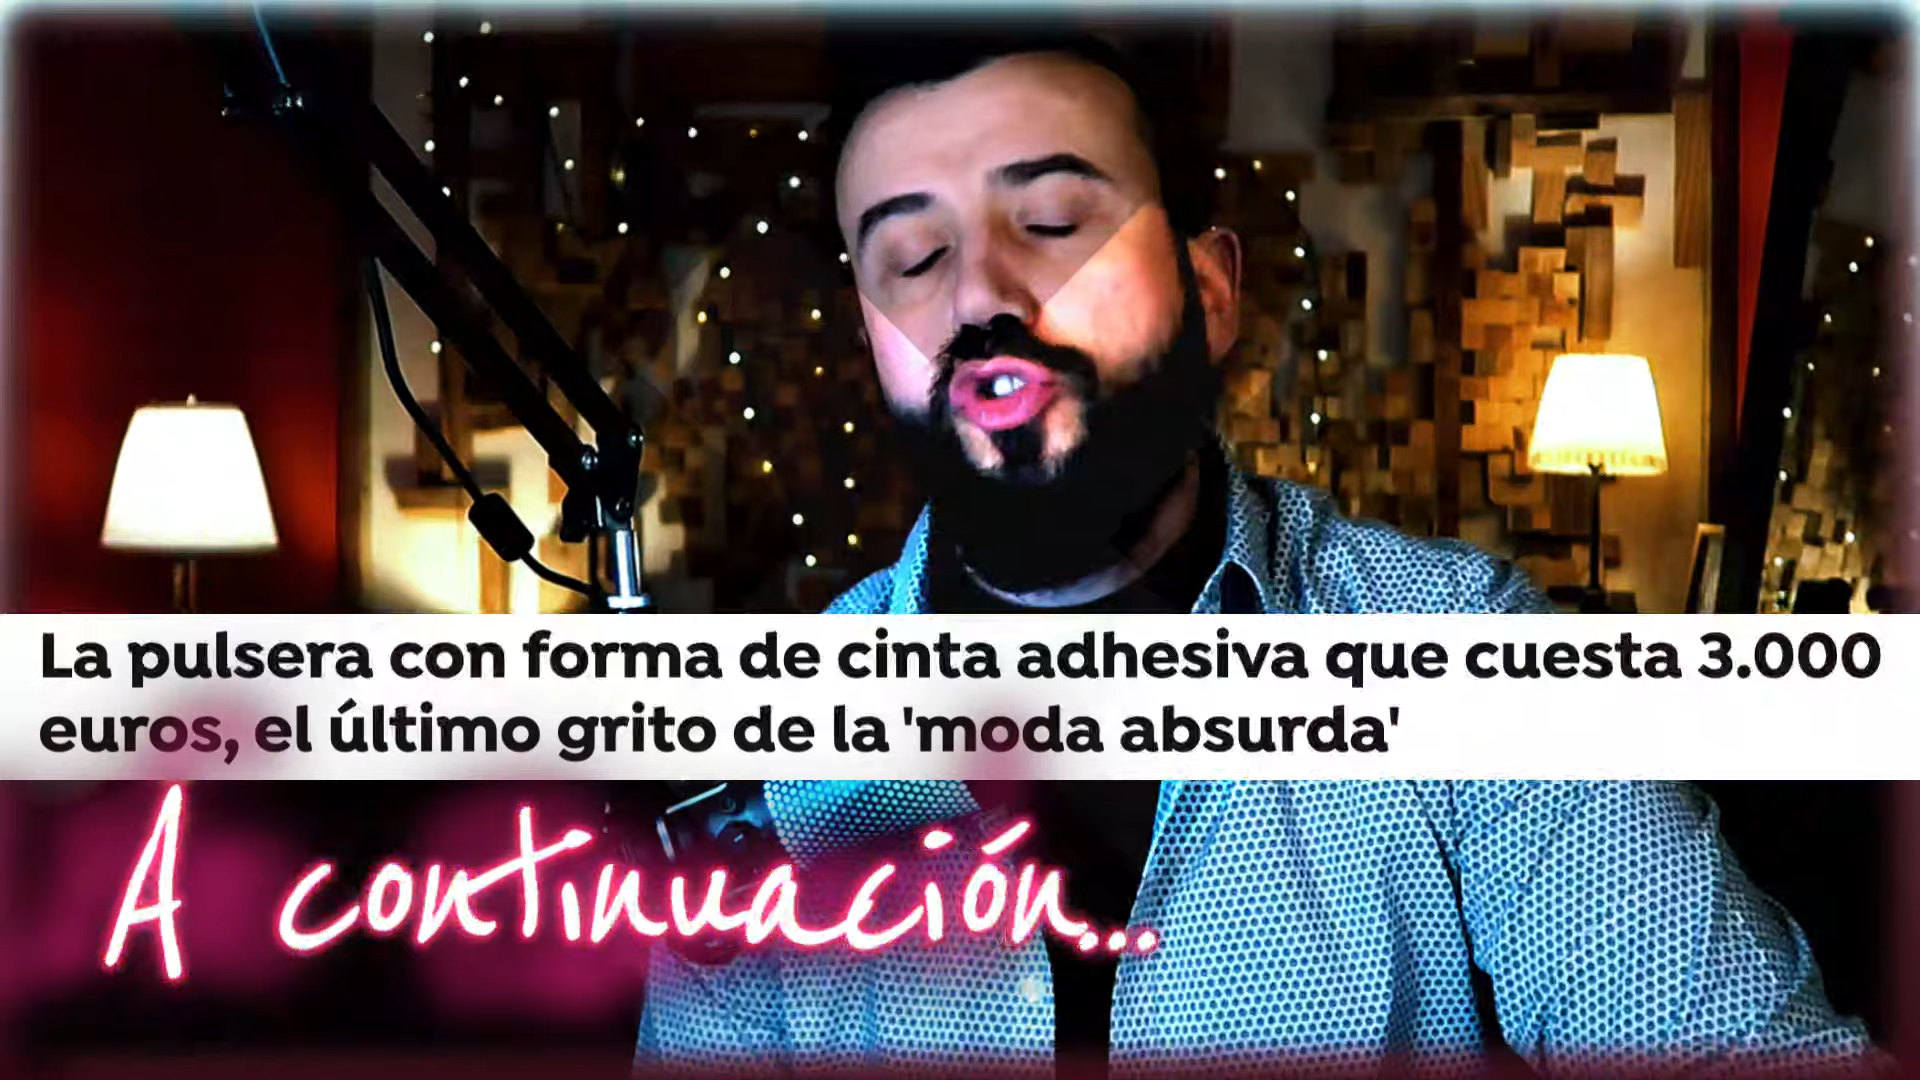 La pulsera con forma de cinta adhesiva que cuesta 3.000
euros, el último grito de la 'moda absurda'
A continuación...